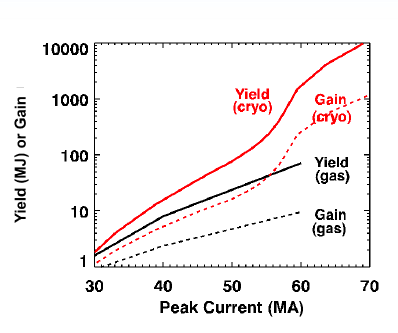 10000
1000
100
10
1
Yield (MJ) or Gain
Yield
(cryo)
Gain
(cryo)
Yield
(gas)
Gain
(gas)
30 40 50 60 70
Peak Current (MA)